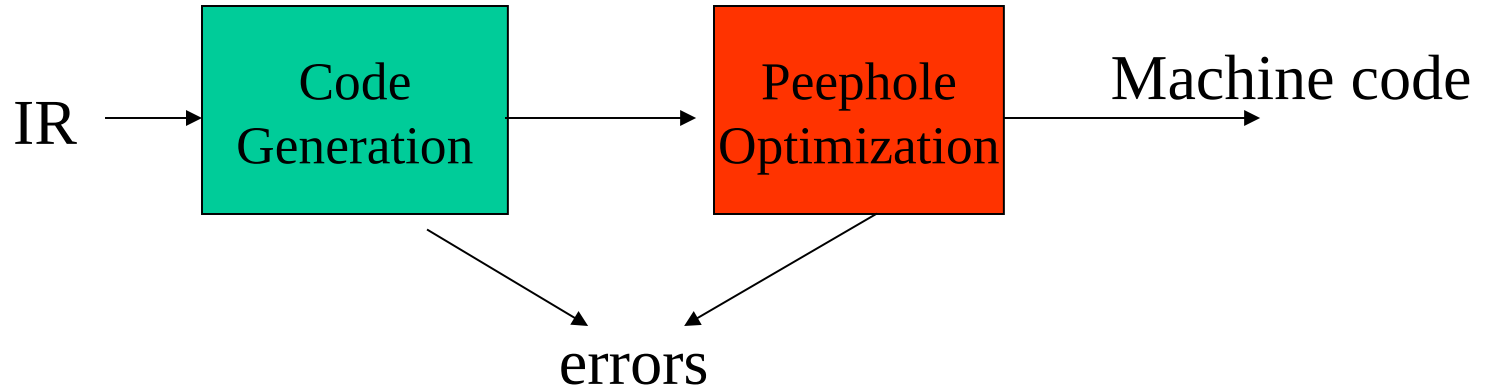 IR
Code
Generation
Peephole
Optimization
Machine code
errors